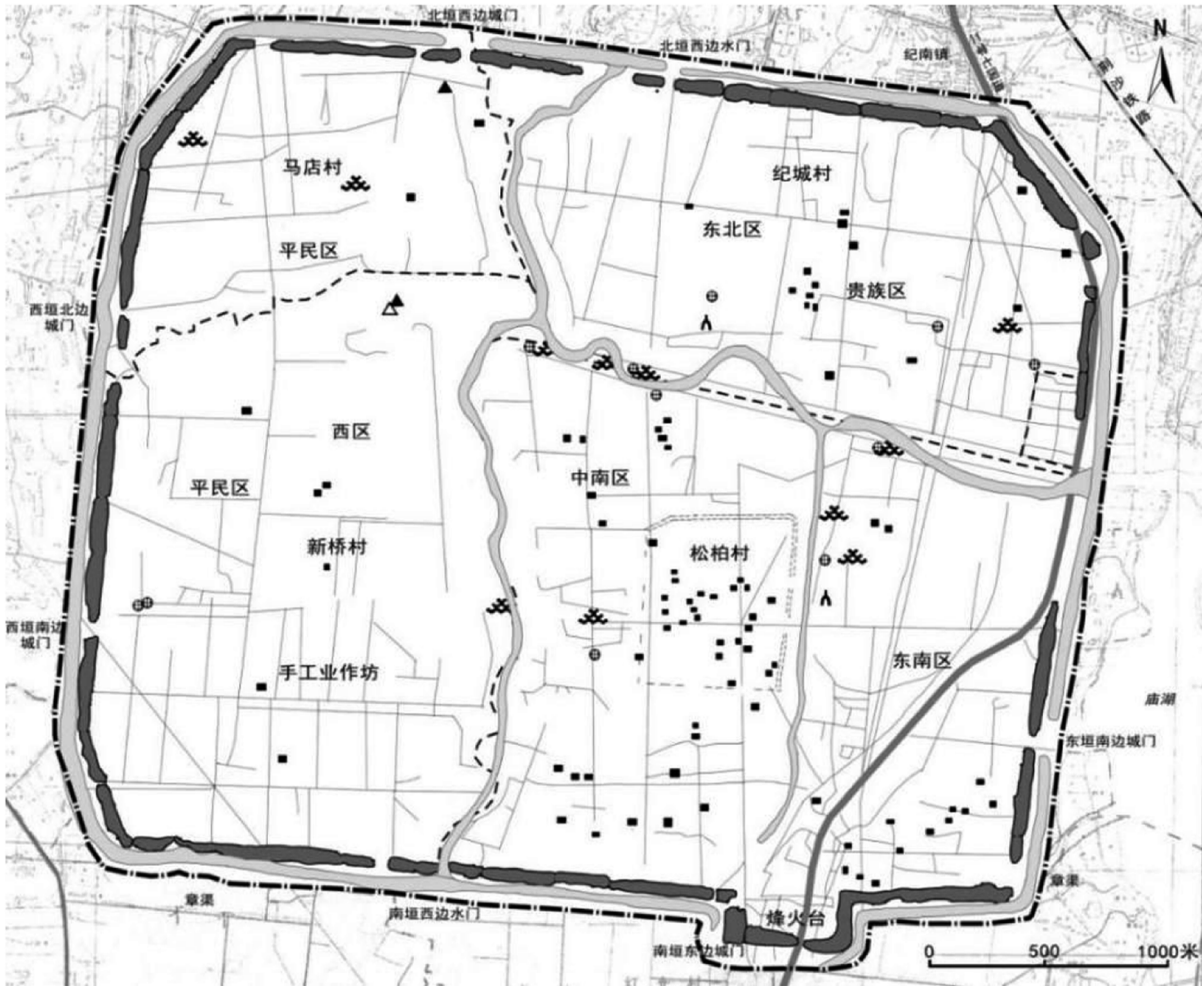 北垣西边城门
北垣西边水门
纪南镇
三零七国道
N
马店村
纪城村
东北区
平民区
贵族区
西垣北边
城门
西区
平民区
中南区
新桥村
松柏村
西垣南边
城门
手工业作坊
东南区
庙湖
东垣南边城门
章渠
章渠
南垣西边水门
烽火台
南垣东边城门
0 500 1000米